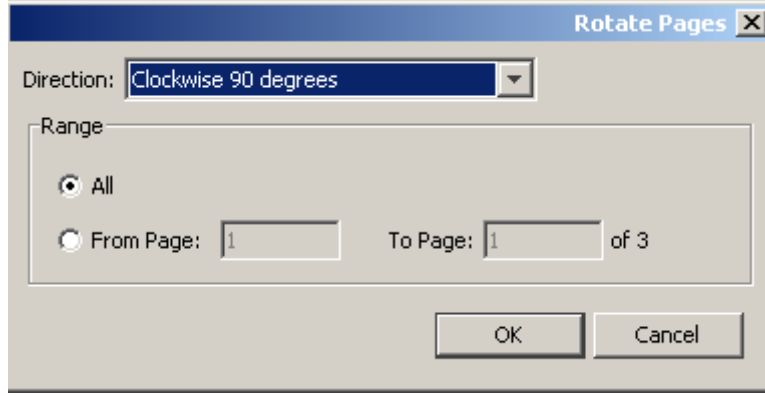 Rotate Pages
Direction: Clockwise 90 degrees
Range
All
From Page: 1 To Page: 1 of 3
OK Cancel